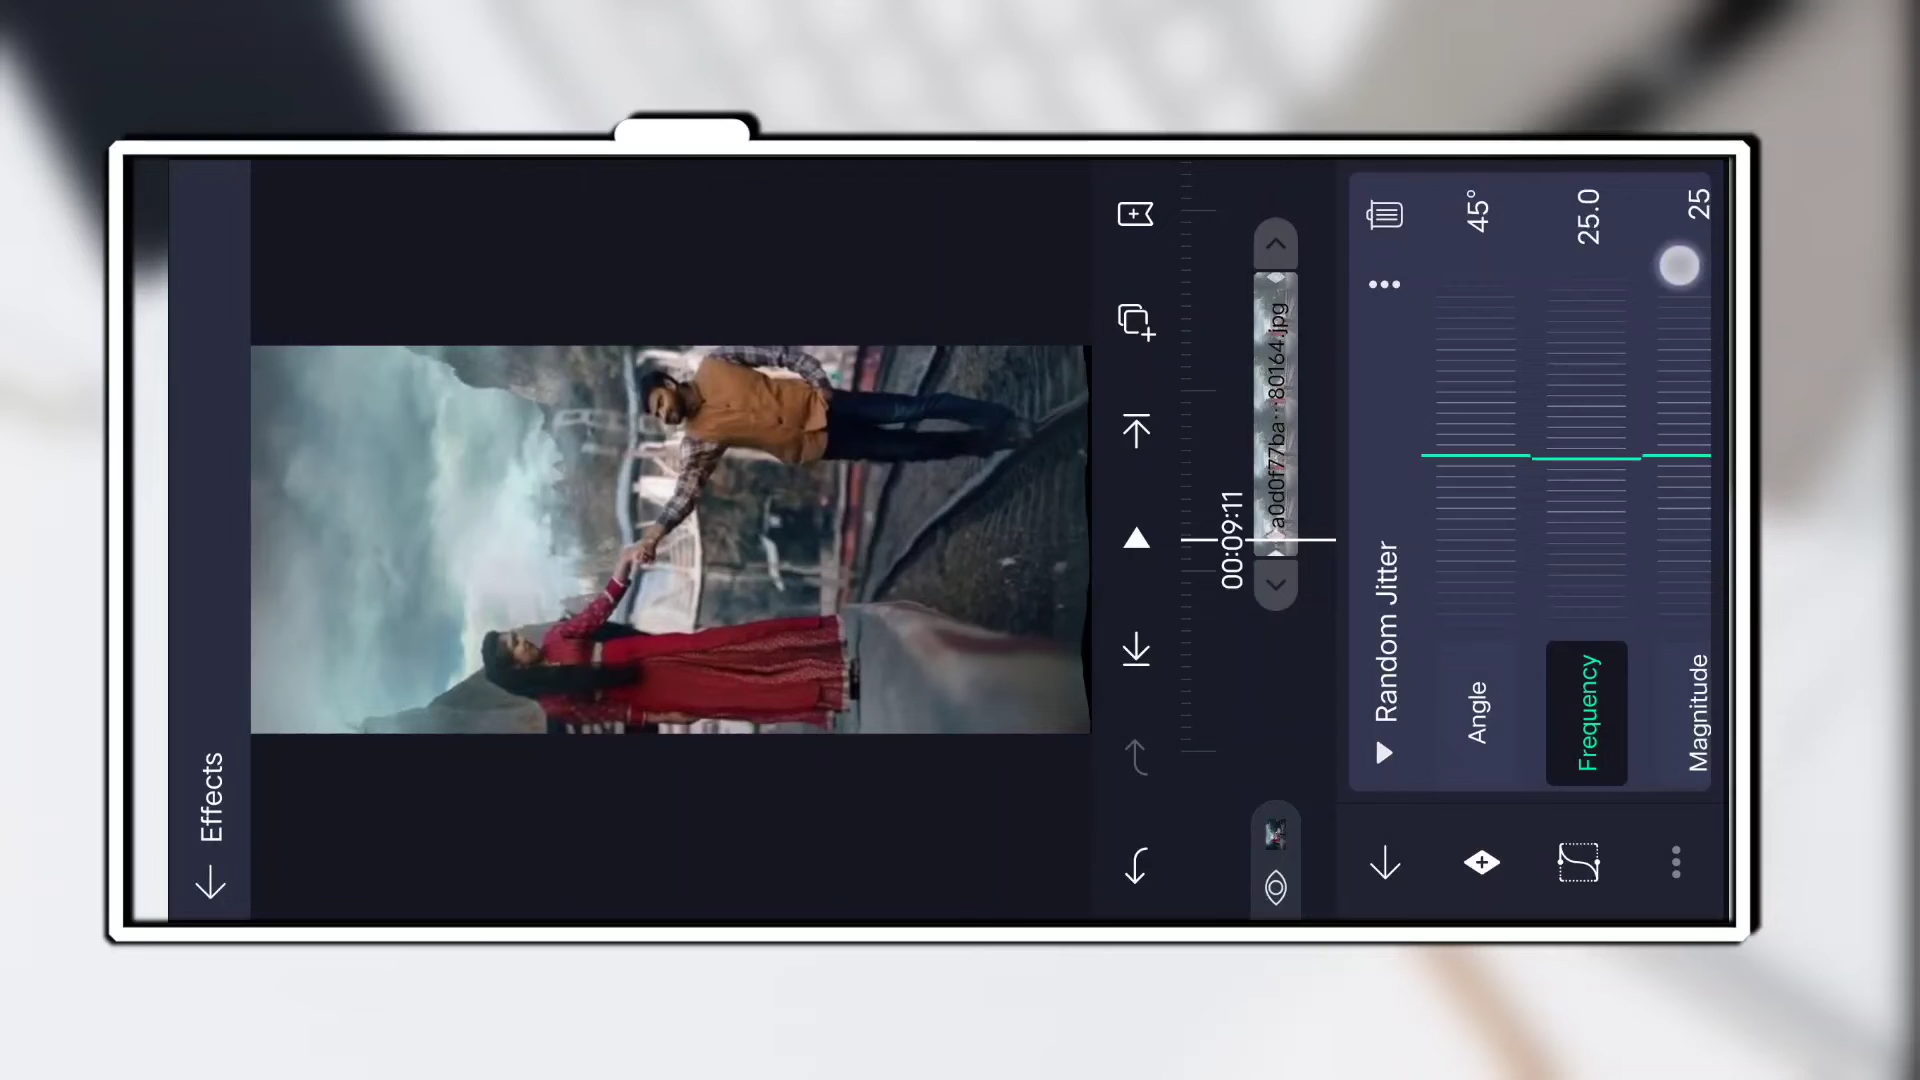 Effects
00:09:11
a0d0f77ba...80164.jpg
Random Jitter
Angle 45°
Frequency 25.0
Magnitude 25